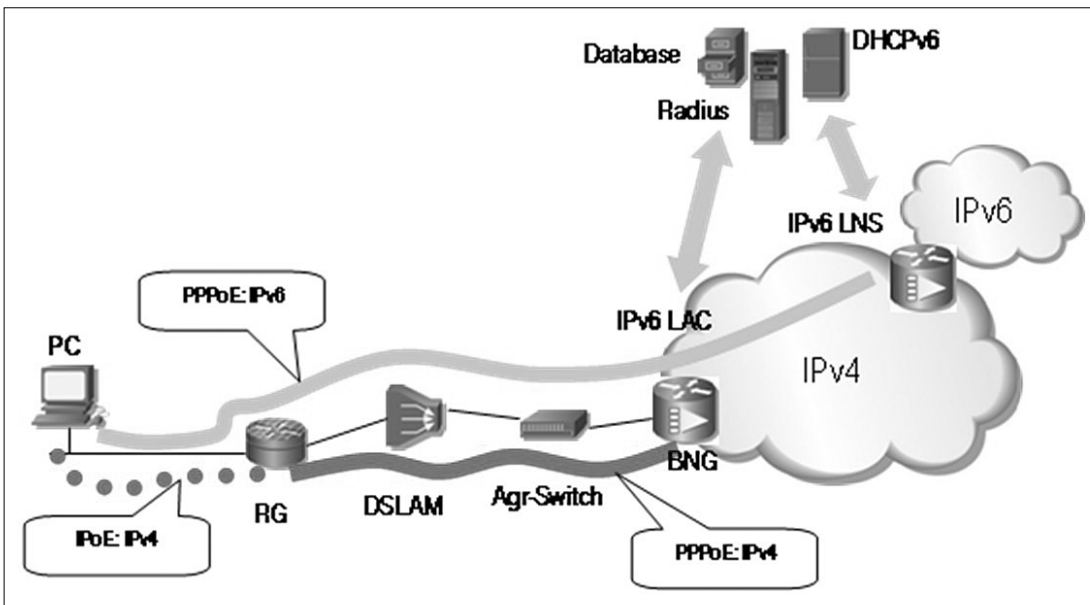 Database
DHCPv6
Radius
IPv6
IPv6 LNS
PPPoE: IPv6
IPv6 LAC
PC
IPv4
BNG
RG
DSLAM
Agr-Switch
IPoE: IPv4
PPPoE: IPv4